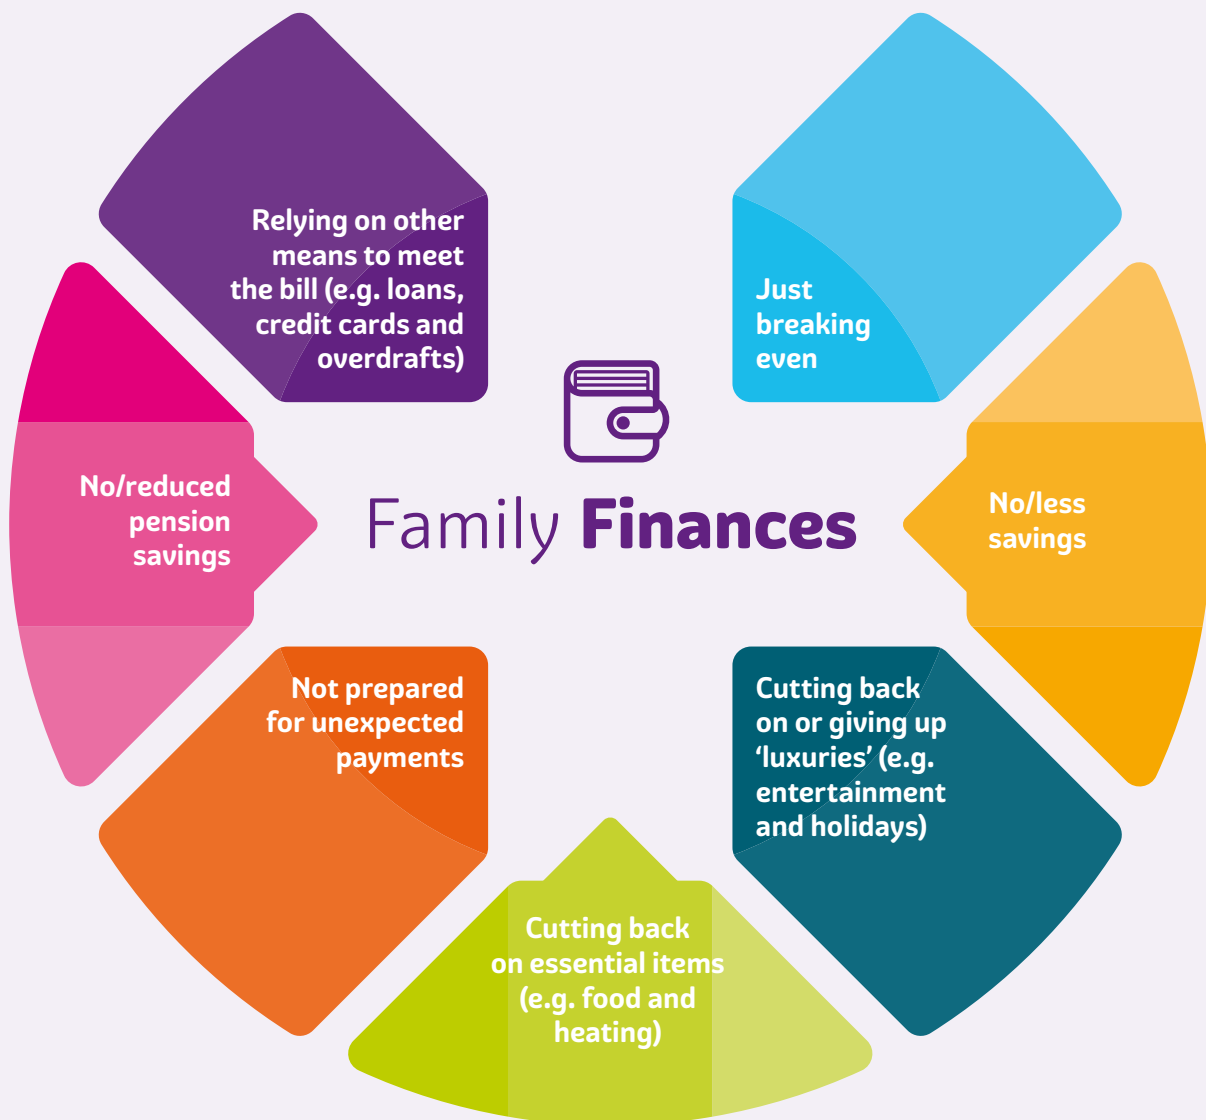 Relying on other
means to meet
the bill (e.g. loans,
credit cards and
overdrafts)
Just
breaking
even
No/reduced
pension
savings
Family Finances
No/less
savings
Not prepared
for unexpected
payments
Cutting back
on or giving up
‘luxuries’ (e.g.
entertainment
and holidays)
Cutting back
on essential items
(e.g. food and
heating)